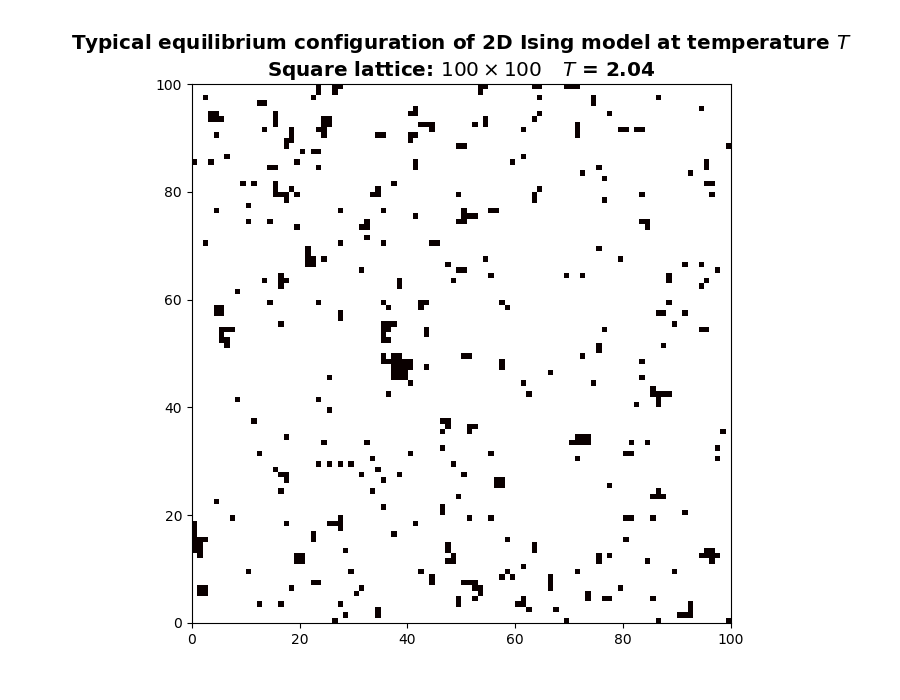 Typical equilibrium configuration of 2D Ising model at temperature T
Square lattice: 100 × 100 T = 2.04
100
80
60
40
20
0
0 20 40 60 80 100